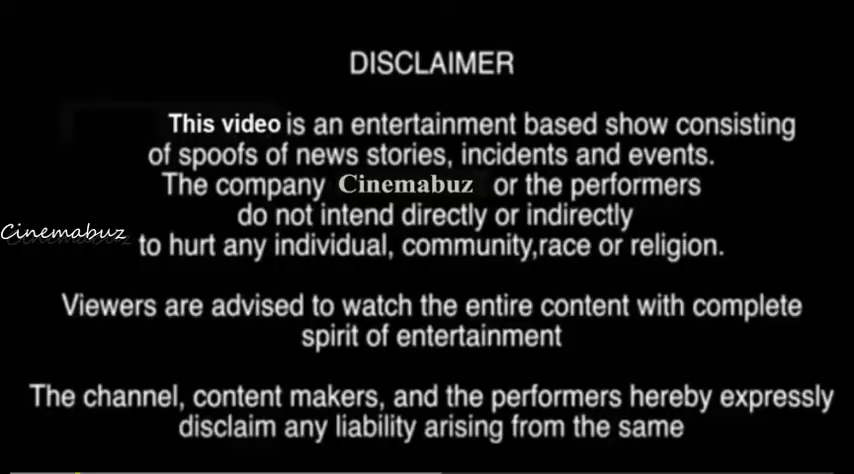 DISCLAIMER
This video is an entertainment based show consisting
of spoofs of news stories, incidents and events.
The company Cinemabuz or the performers
do not intend directly or indirectly
Cinemabuz
to hurt any individual, community,race or religion.
Viewers are advised to watch the entire content with complete
spirit of entertainment
The channel, content makers, and the performers hereby expressly
disclaim any liability arising from the same